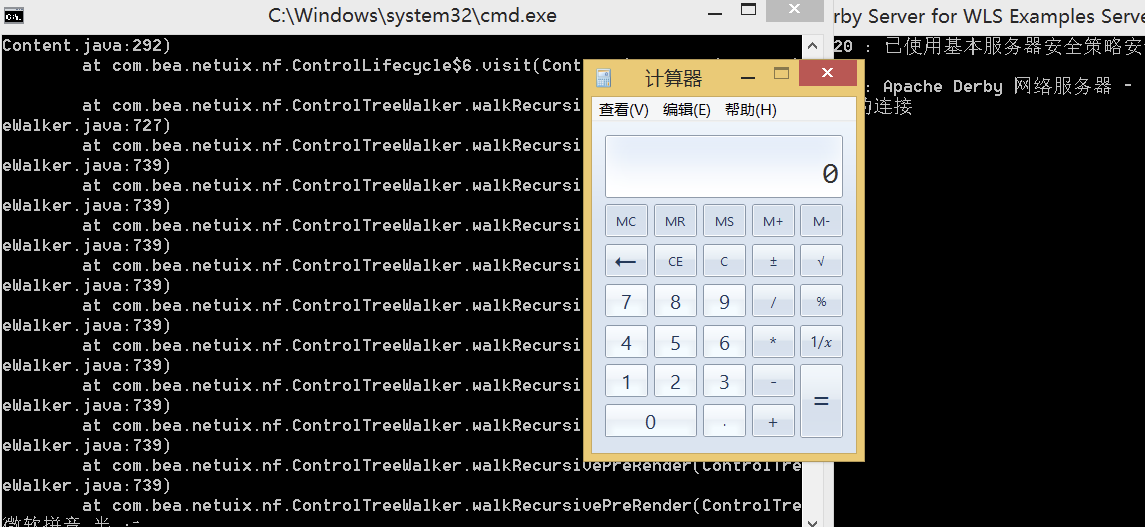 C:\Windows\system32\cmd.exe
Content.java:292)
at com.bea.netuix.nf.ControlLifecycle$6.visit(Cont
at com.bea.netuix.nf.ControlTreeWalker.walkRecursi
eWalker.java:727)
at com.bea.netuix.nf.ControlTreeWalker.walkRecursi
eWalker.java:739)
at com.bea.netuix.nf.ControlTreeWalker.walkRecursi
eWalker.java:739)
at com.bea.netuix.nf.ControlTreeWalker.walkRecursi
eWalker.java:739)
at com.bea.netuix.nf.ControlTreeWalker.walkRecursi
eWalker.java:739)
at com.bea.netuix.nf.ControlTreeWalker.walkRecursi
eWalker.java:739)
at com.bea.netuix.nf.ControlTreeWalker.walkRecursi
eWalker.java:739)
at com.bea.netuix.nf.ControlTreeWalker.walkRecursi
eWalker.java:739)
at com.bea.netuix.nf.ControlTreeWalker.walkRecursi
eWalker.java:739)
at com.bea.netuix.nf.ControlTreeWalker.walkRecursivePreRender(ControlTre
eWalker.java:739)
at com.bea.netuix.nf.ControlTreeWalker.walkRecursivePreRender(ControlTre
微软拼音 半 :
计算器
查看(V) 编辑(E) 帮助(H)
0
MC MR MS M+ M-
← CE C ± √
7 8 9 / %
4 5 6 * 1/x
1 2 3 - =
0 . +
rby Server for WLS Examples Serve
20 : 已使用基本服务器安全策略安
: Apache Derby 网络服务器 -
的连接